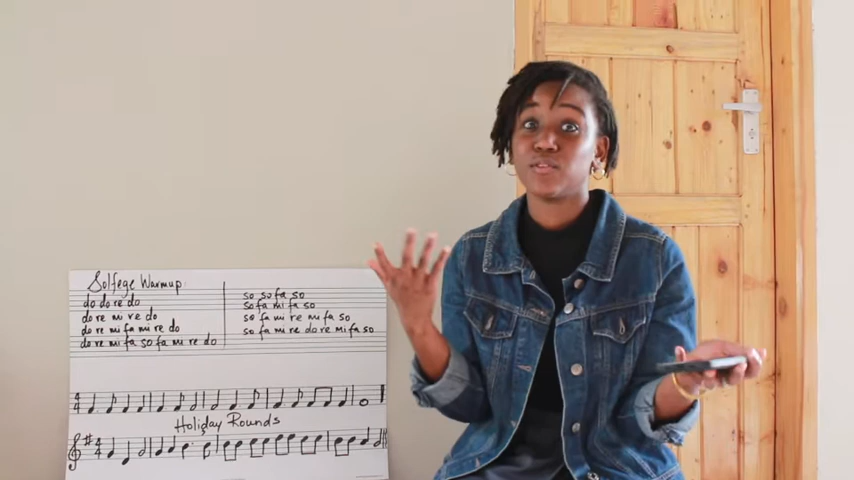 Solfege Warmup
do do re do
do re mi re do
do re mi fa mi re do
do re mi fa so fa mi re do
so so fa so
so fa mi fa so
so fa mi re mi fa so
so fa mi re do re mi fa so
Holiday Rounds